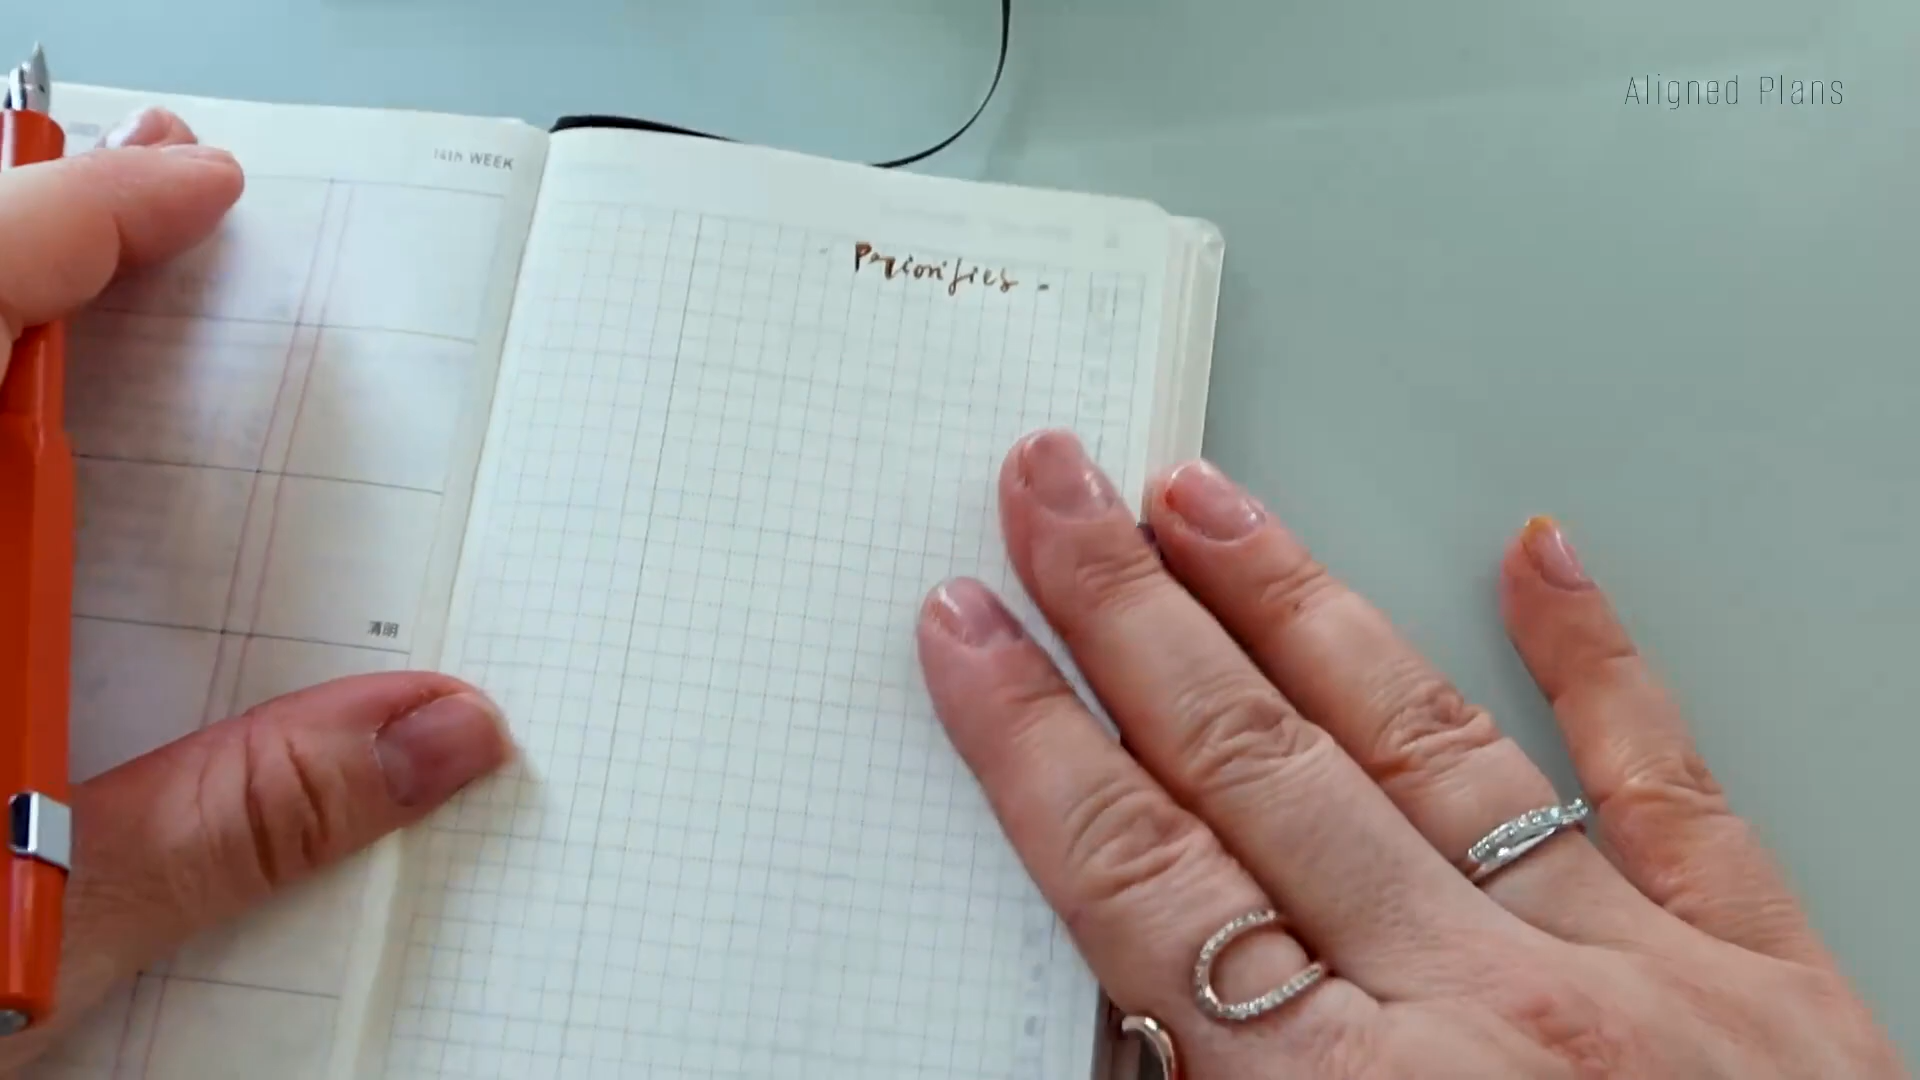 Aligned Plans
14th WEEK
- Priorities -
清明